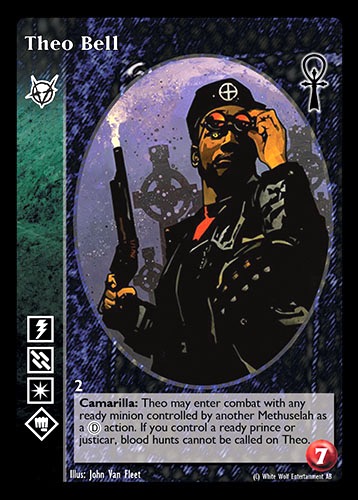 Theo Bell
2
Camarilla: Theo may enter combat with any
ready minion controlled by another Methuselah as
a Ⓓ action. If you control a ready prince or
justicar, blood hunts cannot be called on Theo.
7
Illus: John Van Fleet
(C) White Wolf Entertainment AB